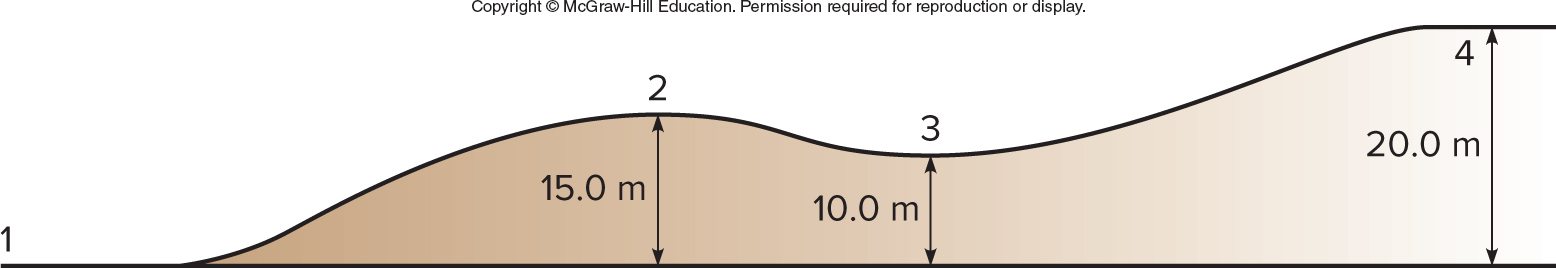 Copyright © McGraw-Hill Education. Permission required for reproduction or display.
1
2
15.0 m
3
10.0 m
4
20.0 m